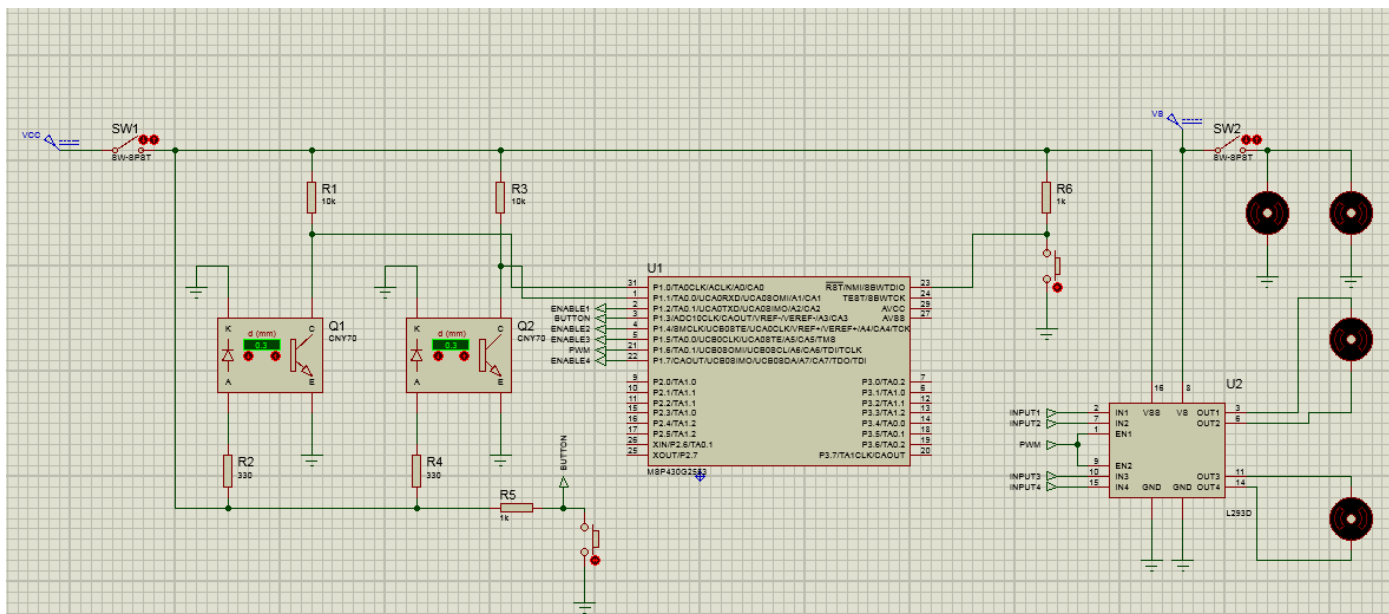 VCC
SW1
SW-SPST
VS
SW2
SW-SPST
R1
10k
R3
10k
R6
1k
U1
31 P1.0/TA0CLK/ACLK/A0/CA0
1 P1.1/TA0.0/UCA0RXD/UCA0SOMI/A1/CA1
ENABLE1 2 P1.2/TA0.1/UCA0TXD/UCA0SIMO/A2/CA2
BUTTON 3 P1.3/ADC10CLK/CAOUT/VREF-/VEREF-/A3/CA3
ENABLE2 4 P1.4/SMCLK/UCB0STE/UCA0CLK/VREF+/VEREF+/A4/CA4/TCK
ENABLE3 5 P1.5/TA0.0/UCB0CLK/UCA0STE/A5/CA5/TMS
PWM 21 P1.6/TA0.1/UCB0SOMI/UCB0SCL/A6/CA6/TDI/TCLK
ENABLE4 22 P1.7/CAOUT/UCB0SIMO/UCB0SDA/A7/CA7/TDO/TDI
RST/NMI/SBWTDIO 23
TEST/SBWTCK 24
AVCC 29
AVSS 27
9 P2.0/TA1.0
10 P2.1/TA1.1
11 P2.2/TA1.1
15 P2.3/TA1.0
16 P2.4/TA1.2
17 P2.5/TA1.2
26 XIN/P2.6/TA0.1
25 XOUT/P2.7
P3.0/TA0.2 7
P3.1/TA1.0 6
P3.2/TA1.1 12
P3.3/TA1.2 13
P3.4/TA0.0 14
P3.5/TA0.1 18
P3.6/TA0.2 19
P3.7/TA1CLK/CAOUT 20
MSP430G2553
K
C
d (mm)
0.3
A
E
Q1
CNY70
K
C
d (mm)
0.3
A
E
Q2
CNY70
R2
330
R4
330
R5
1k
BUTTON
U2
16 8
VSS VS
INPUT1 2 IN1
INPUT2 7 IN2
1 EN1
PWM
9 EN2
INPUT3 10 IN3
INPUT4 15 IN4
OUT1 3
OUT2 6
OUT3 11
OUT4 14
GND GND
L293D